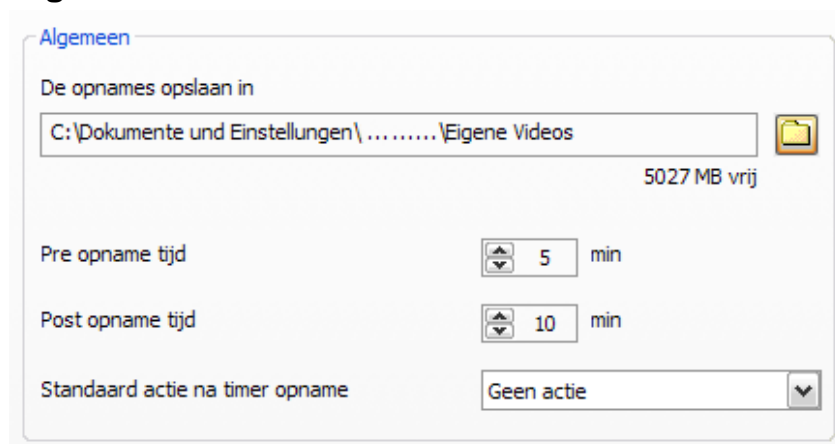 Algemeen
De opnames opslaan in
C:\Dokumente und Einstellungen\ ......... \Eigene Videos
5027 MB vrij
Pre opname tijd 5 min
Post opname tijd 10 min
Standaard actie na timer opname Geen actie